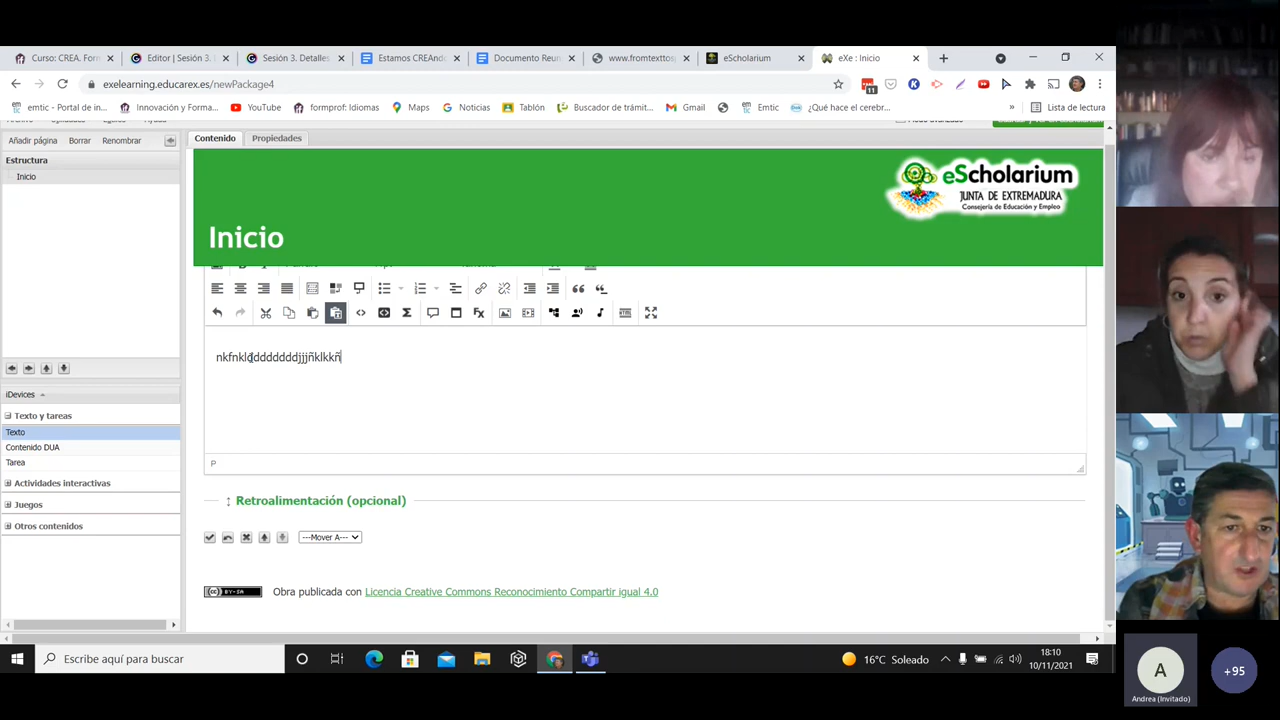 Curso: CREA. Form
Editor | Sesión 3. D
Sesión 3. Detalles
Estamos CREAndo
Documento Reun
www.fromtexttos
eScholarium
eXe : Inicio
exelearning.educarex.es/newPackage4
11
emtic - Portal de in...
Innovación y Forma...
YouTube
formprof: Idiomas
Maps
Noticias
Tablón
Buscador de trámit...
Gmail
Emtic
¿Qué hace el cerebr...
»
Lista de lectura
Añadir página
Borrar
Renombrar
Contenido
Propiedades
Estructura
Inicio
eScholarium
JUNTA DE EXTREMADURA
Consejería de Educación y Empleo
Inicio
P
iDevices
Texto y tareas
Texto
Contenido DUA
Tarea
Actividades interactivas
Juegos
Otros contenidos
Retroalimentación (opcional)
---Mover A---
BY-SA
Obra publicada con Licencia Creative Commons Reconocimiento Compartir igual 4.0
Escribe aquí para buscar
16°C Soleado
18:10
10/11/2021
A
Andrea (Invitado)
+95